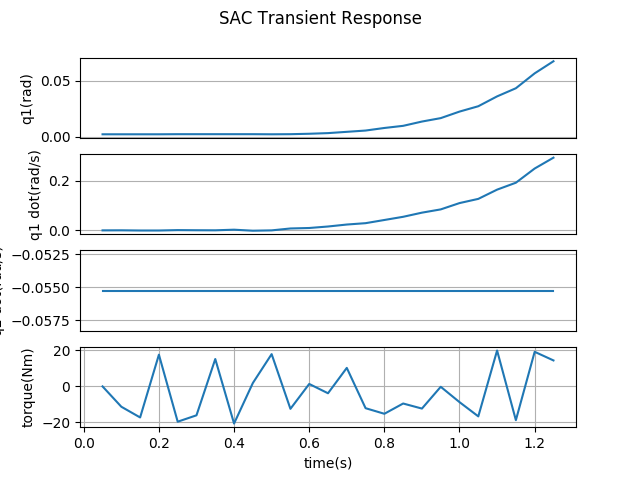 SAC Transient Response
0.05
0.00
q1(rad)
0.2
0.0
q1 dot(rad/s)
−0.0525
−0.0550
−0.0575
20
0
−20
torque(Nm)
0.0 0.2 0.4 0.6 0.8 1.0 1.2
time(s)